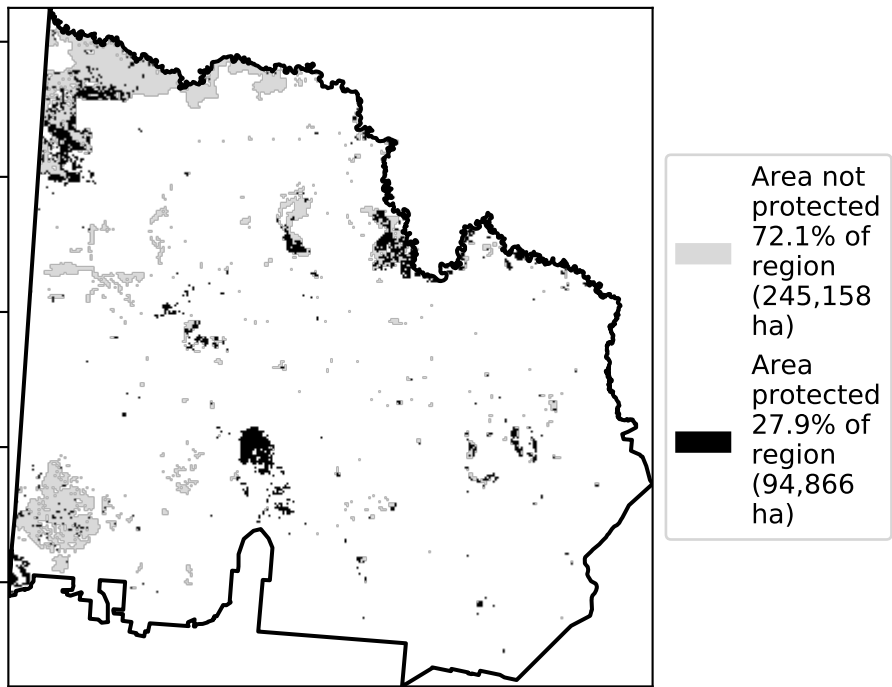 Area not
protected
72.1% of
region
(245,158
ha)
Area
protected
27.9% of
region
(94,866
ha)